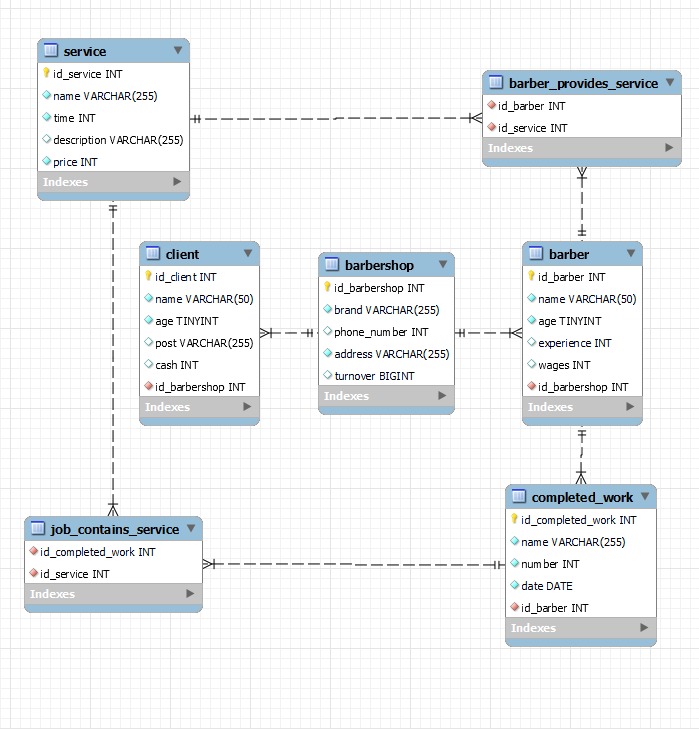 service
id_service INT
name VARCHAR(255)
time INT
description VARCHAR(255)
price INT
Indexes
barber_provides_service
id_barber INT
id_service INT
Indexes
client
id_client INT
name VARCHAR(50)
age TINYINT
post VARCHAR(255)
cash INT
id_barbershop INT
Indexes
barbershop
id_barbershop INT
brand VARCHAR(255)
phone_number INT
address VARCHAR(255)
turnover BIGINT
Indexes
barber
id_barber INT
name VARCHAR(50)
age TINYINT
experience INT
wages INT
id_barbershop INT
Indexes
job_contains_service
id_completed_work INT
id_service INT
Indexes
completed_work
id_completed_work INT
name VARCHAR(255)
number INT
date DATE
id_barber INT
Indexes